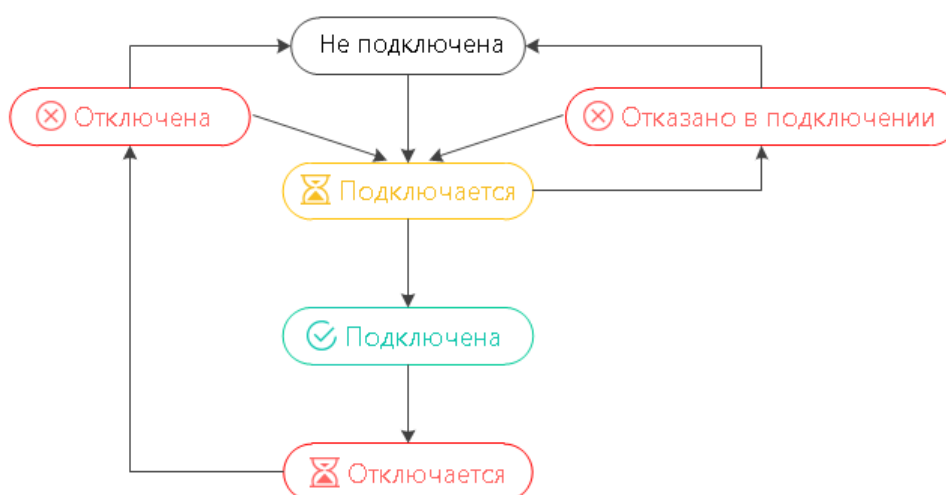 Не подключена
Отключена
Отказано в подключении
Подключается
Подключена
Отключается